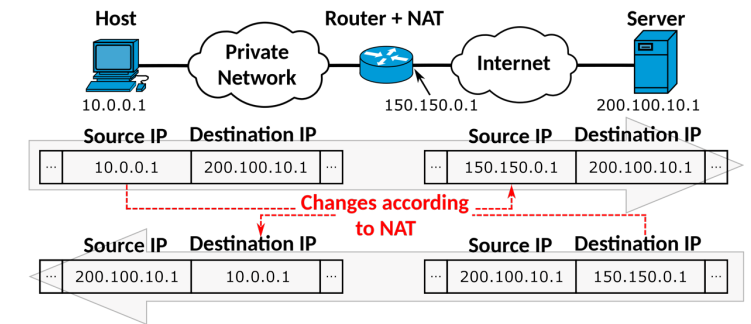 Host
Router + NAT
Server
Private
Network
Internet
10.0.0.1
150.150.0.1
200.100.10.1
Source IP Destination IP
Source IP Destination IP
... 10.0.0.1 200.100.10.1 ...
... 150.150.0.1 200.100.10.1 ...
Changes according
to NAT
Source IP Destination IP
Source IP Destination IP
... 200.100.10.1 10.0.0.1 ...
... 200.100.10.1 150.150.0.1 ...